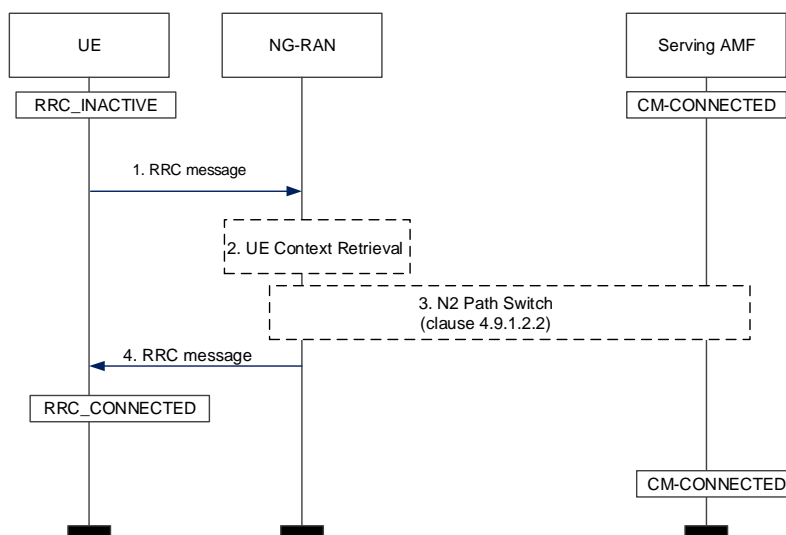 UE
NG-RAN
Serving AMF
RRC_INACTIVE
CM-CONNECTED
1. RRC message
2. UE Context Retrieval
3. N2 Path Switch
(clause 4.9.1.2.2)
4. RRC message
RRC_CONNECTED
CM-CONNECTED